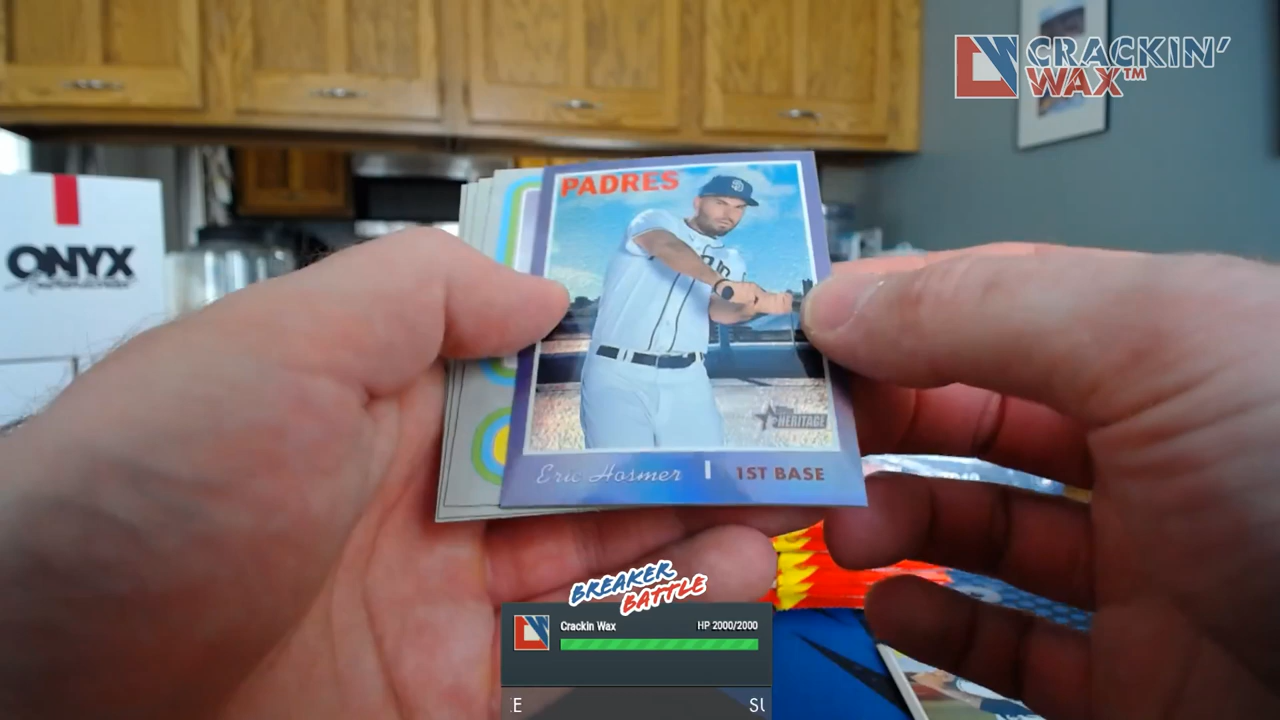 CRACKIN'
WAX™
ONYX
PADRES
HERITAGE
Eric Hosmer | 1ST BASE
BREAKER
BATTLE
Crackin Wax HP 2000/2000
E SU